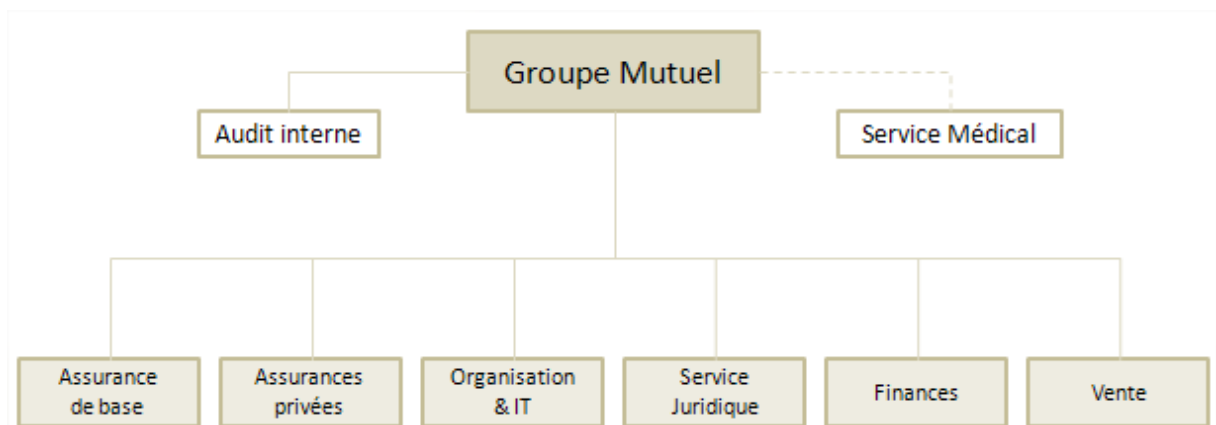 Groupe Mutuel
Audit interne
Service Médical
Assurance
de base
Assurances
privées
Organisation
& IT
Service
Juridique
Finances
Vente